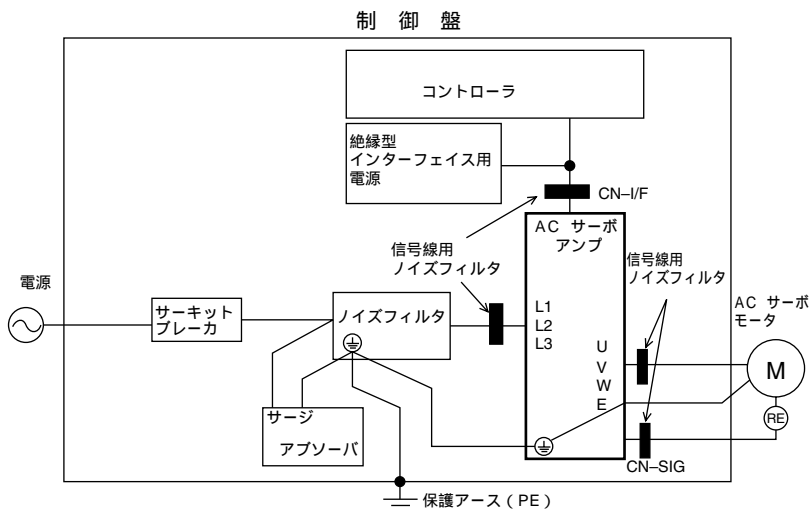 制 御 盤
コントローラ
絶縁型
インターフェイス用
電源
CN–I/F
AC サーボ
アンプ
信号線用
ノイズフィルタ
信号線用
ノイズフィルタ
電源
サーキット
ブレーカ
ノイズフィルタ
L1
L2
L3
AC サーボ
モータ
U
V
W
E
M
RE
サージ
アブソーバ
CN–SIG
保護アース ( PE )